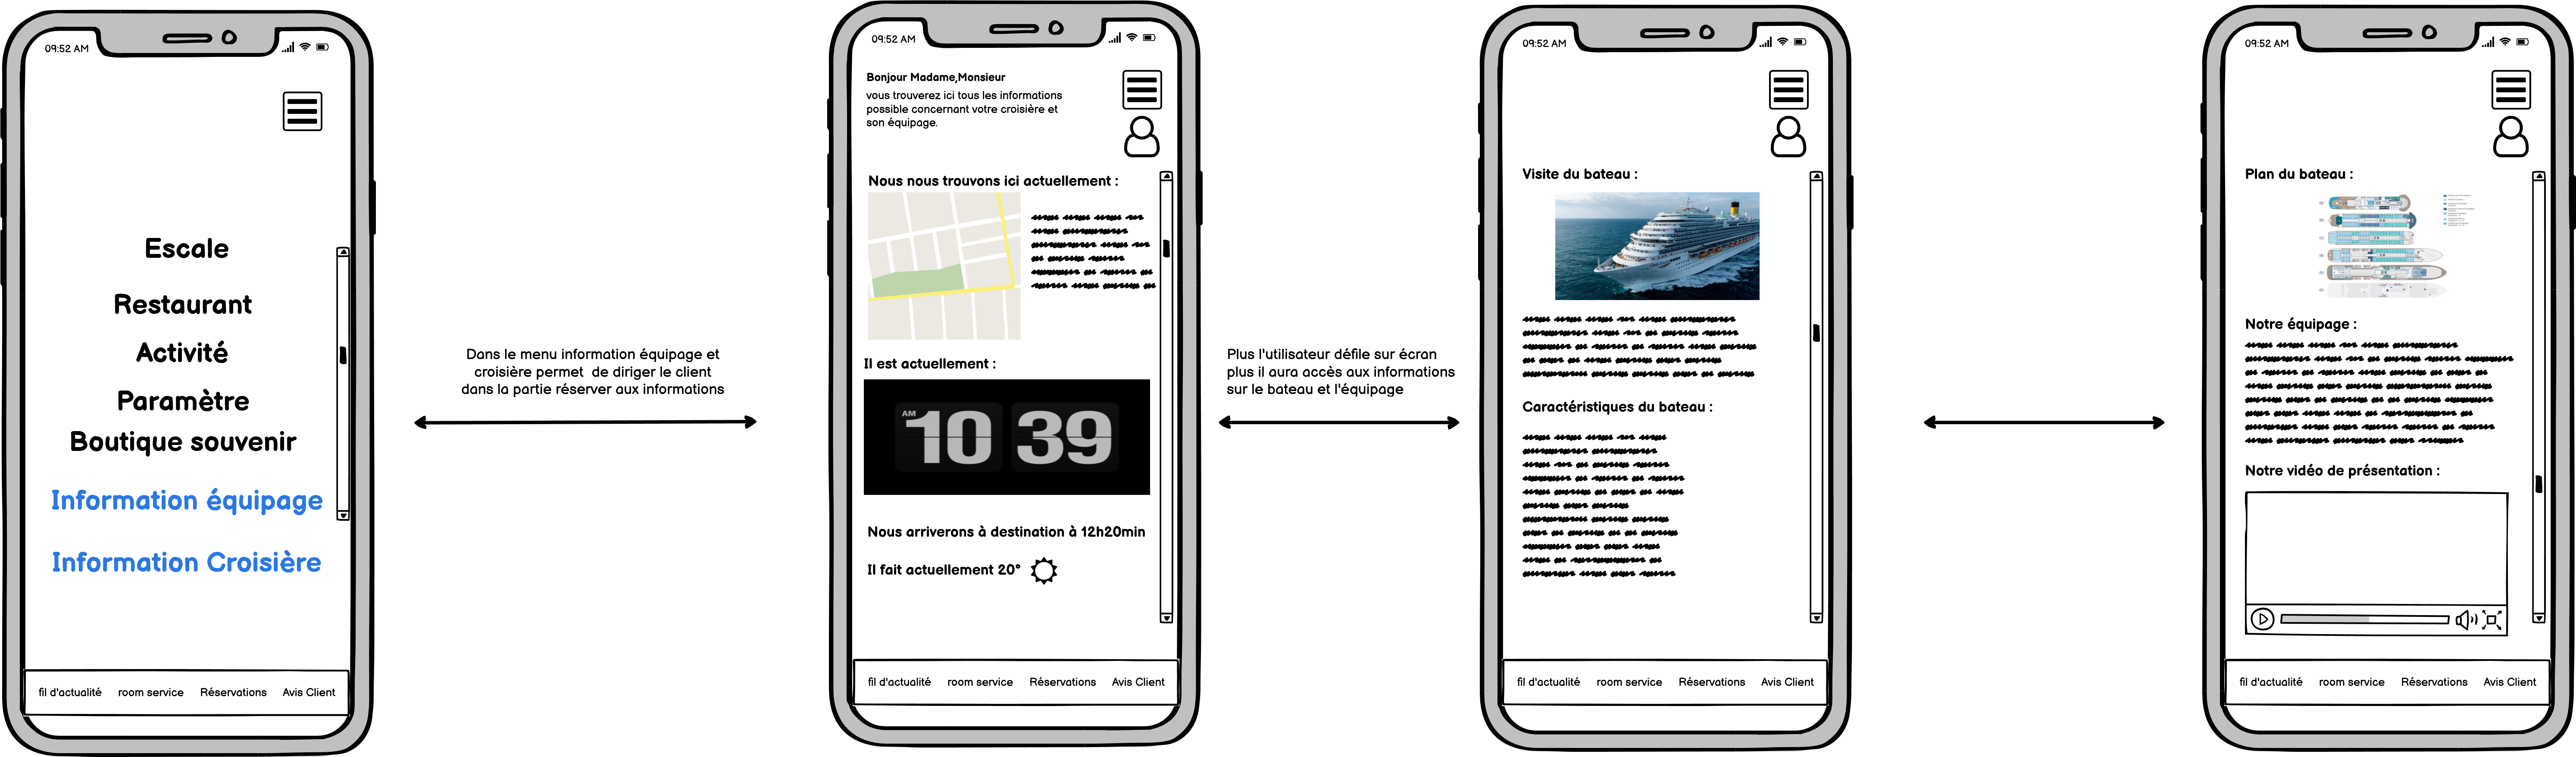 09:52 AM
Escale
Restaurant
Activité
Paramètre
Boutique souvenir
Information équipage
Information Croisière
fil d'actualité room service Réservations Avis Client
Dans le menu information équipage et
croisière permet de diriger le client
dans la partie réserver aux informations
09:52 AM
Bonjour Madame,Monsieur
vous trouverez ici tous les informations
possible concernant votre croisière et
son équipage.
Nous nous trouvons ici actuellement :
Il est actuellement :
AM
10 39
Nous arriverons à destination à 12h20min
Il fait actuellement 20°
fil d'actualité room service Réservations Avis Client
Plus l'utilisateur défile sur écran
plus il aura accès aux informations
sur le bateau et l'équipage
09:52 AM
Visite du bateau :
Caractéristiques du bateau :
fil d'actualité room service Réservations Avis Client
09:52 AM
Plan du bateau :
Notre équipage :
Notre vidéo de présentation :
fil d'actualité room service Réservations Avis Client